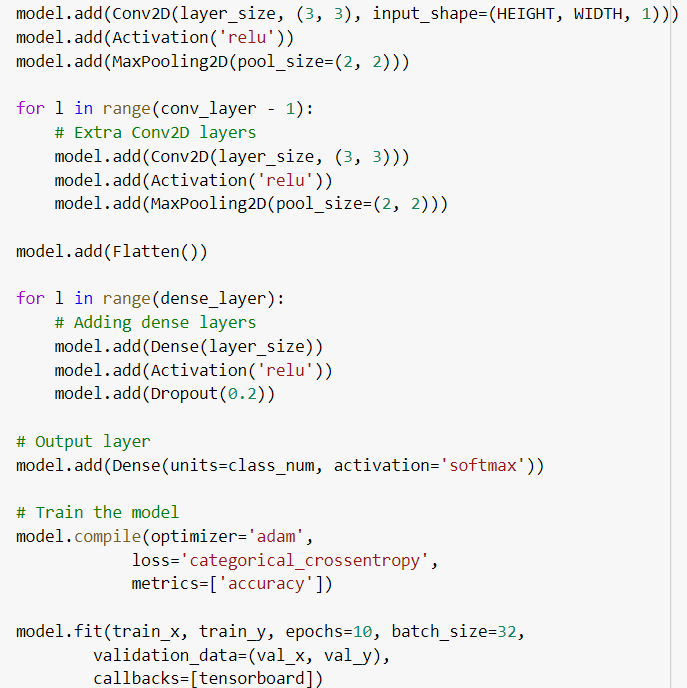 model.add(Conv2D(layer_size, (3, 3), input_shape=(HEIGHT, WIDTH, 1)))
model.add(Activation('relu'))
model.add(MaxPooling2D(pool_size=(2, 2)))

for l in range(conv_layer - 1):
    # Extra Conv2D layers
    model.add(Conv2D(layer_size, (3, 3)))
    model.add(Activation('relu'))
    model.add(MaxPooling2D(pool_size=(2, 2)))

model.add(Flatten())

for l in range(dense_layer):
    # Adding dense layers
    model.add(Dense(layer_size))
    model.add(Activation('relu'))
    model.add(Dropout(0.2))

# Output layer
model.add(Dense(units=class_num, activation='softmax'))

# Train the model
model.compile(optimizer='adam',
            loss='categorical_crossentropy',
            metrics=['accuracy'])

model.fit(train_x, train_y, epochs=10, batch_size=32,
        validation_data=(val_x, val_y),
        callbacks=[tensorboard])